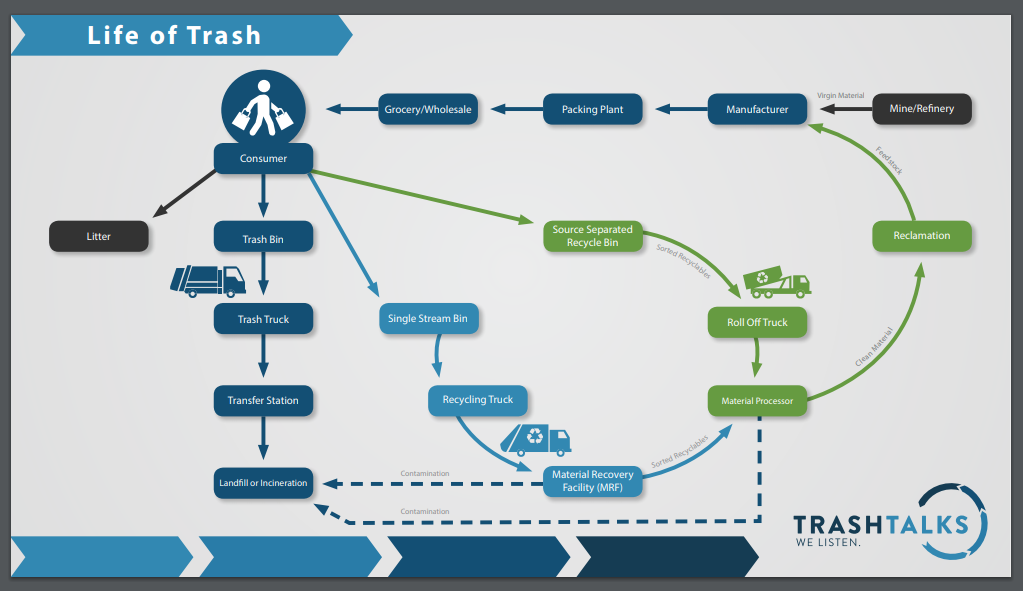 Life of Trash
Virgin Material
Grocery/Wholesale
Packing Plant
Manufacturer
Mine/Refinery
Consumer
Feedstock
Litter
Trash Bin
Source Separated
Recycle Bin
Sorted Recyclables
Reclamation
Trash Truck
Single Stream Bin
Roll Off Truck
Clean Material
Transfer Station
Recycling Truck
Material Processor
Sorted Recyclables
Contamination
Landfill or Incineration
Material Recovery
Facility (MRF)
Contamination
TRASHTALKS
WE LISTEN.